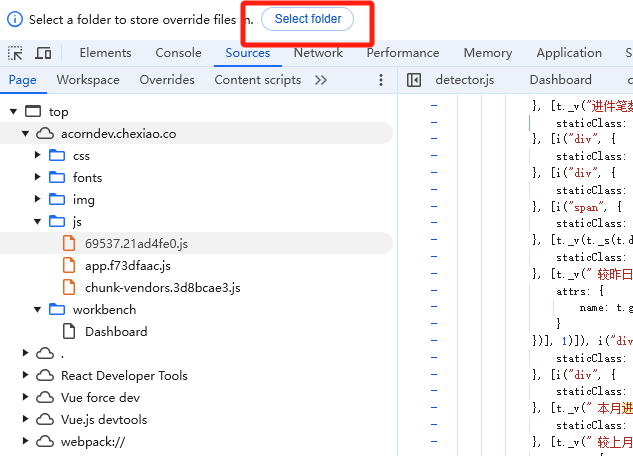 Select a folder to store override files in.
Select folder
Elements Console Sources Network Performance Memory Application
Page Workspace Overrides Content scripts
detector.js Dashboard
top
acorndev.chexiao.co
css
fonts
img
js
69537.21ad4fe0.js
app.f73dfaac.js
chunk-vendors.3d8bcae3.js
workbench
Dashboard
.
React Developer Tools
Vue force dev
Vue.js devtools
webpack://
}, [t._v("进件笔数
staticClass:
}, [i("div", {
staticClass:
}, [i("div", {
staticClass:
}, [i("span", {
staticClass:
}, [t._v(t._s(t.d
staticClass:
}, [t._v(" 较昨日
attrs: {
name: t.g
}
})], 1)]), i("div
staticClass:
}, [i("div", {
staticClass:
}, [t._v(" 本月进
staticClass:
}, [t._v(" 较上月